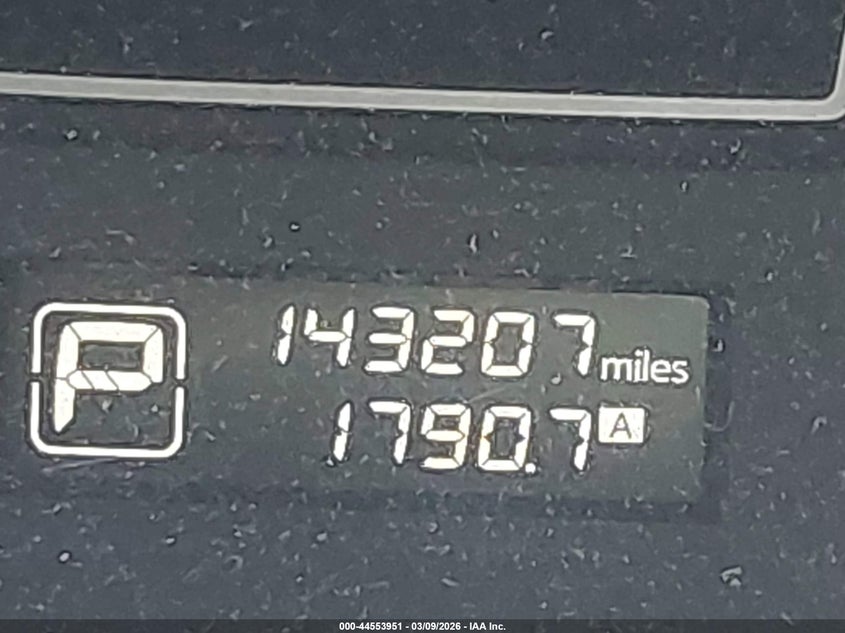 P
143207 miles
1790.7 A
000-44553951 - 03/09/2026 - IAA Inc.